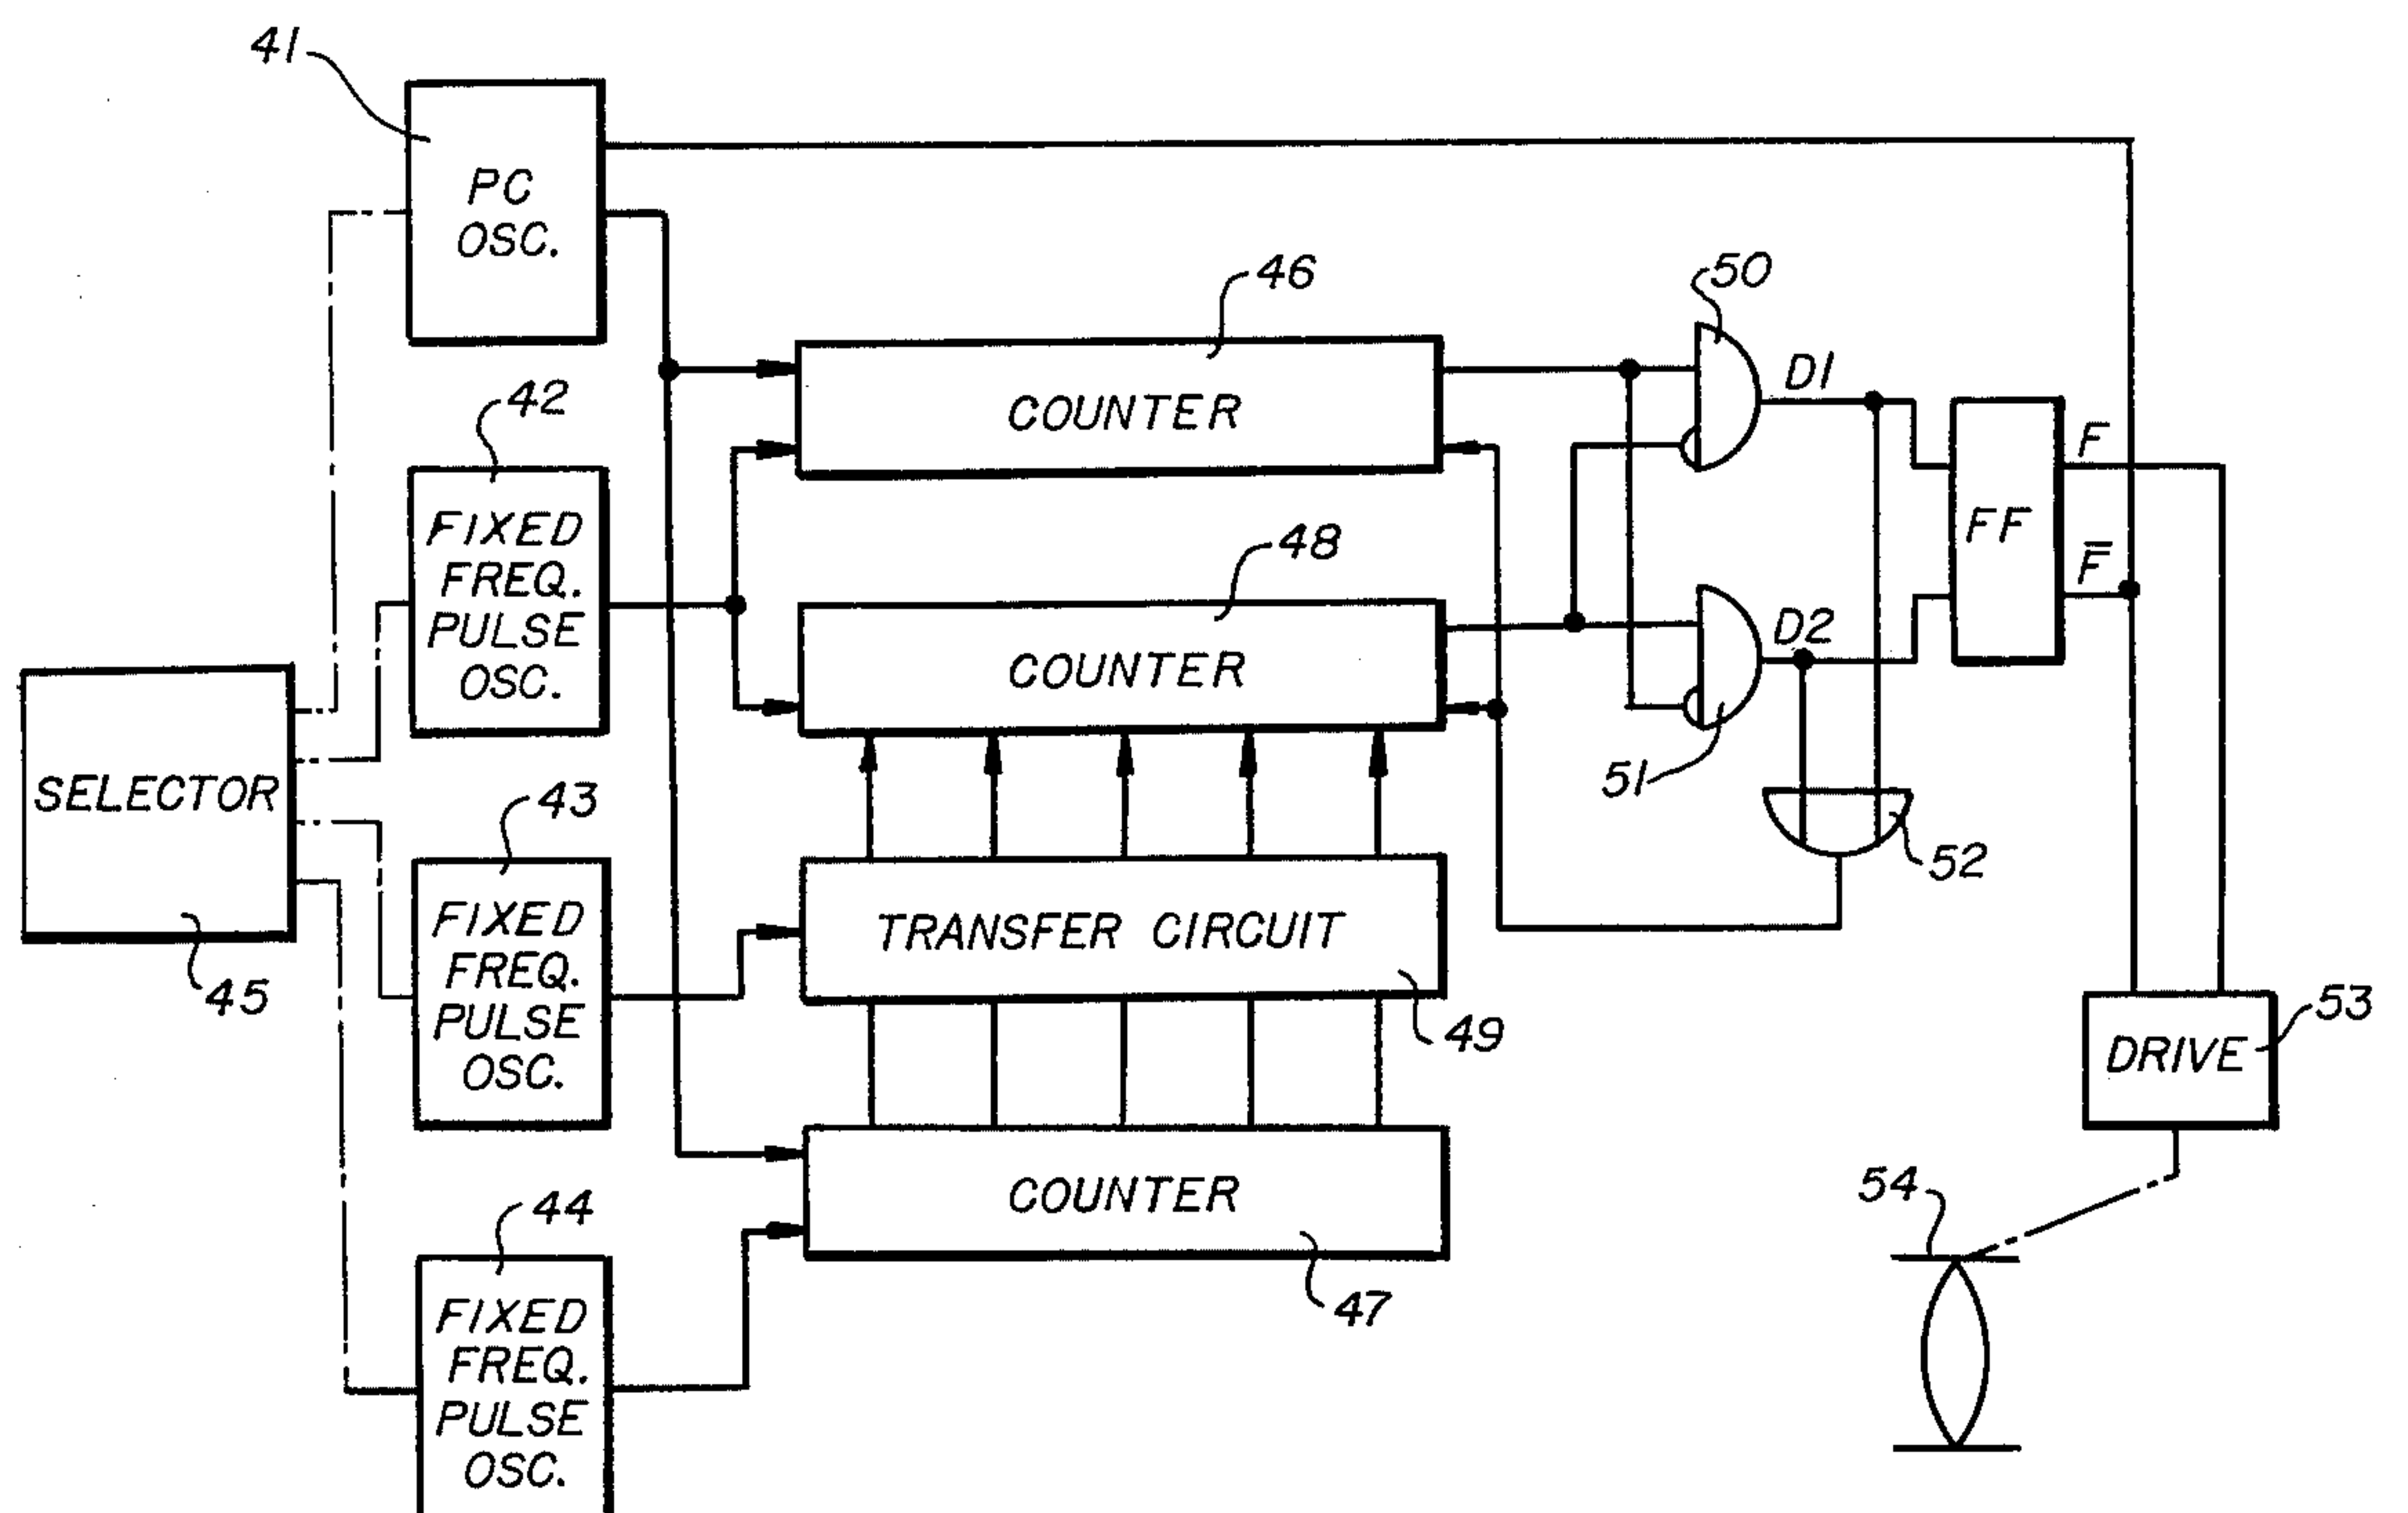 41
PC
OSC.
46
50
D1
42
COUNTER
F
FIXED
FREQ.
PULSE
OSC.
48
FF
F̅
COUNTER
D2
SELECTOR
45
43
51
52
FIXED
FREQ.
PULSE
OSC.
TRANSFER CIRCUIT
49
53
DRIVE
44
COUNTER
47
54
FIXED
FREQ.
PULSE
OSC.